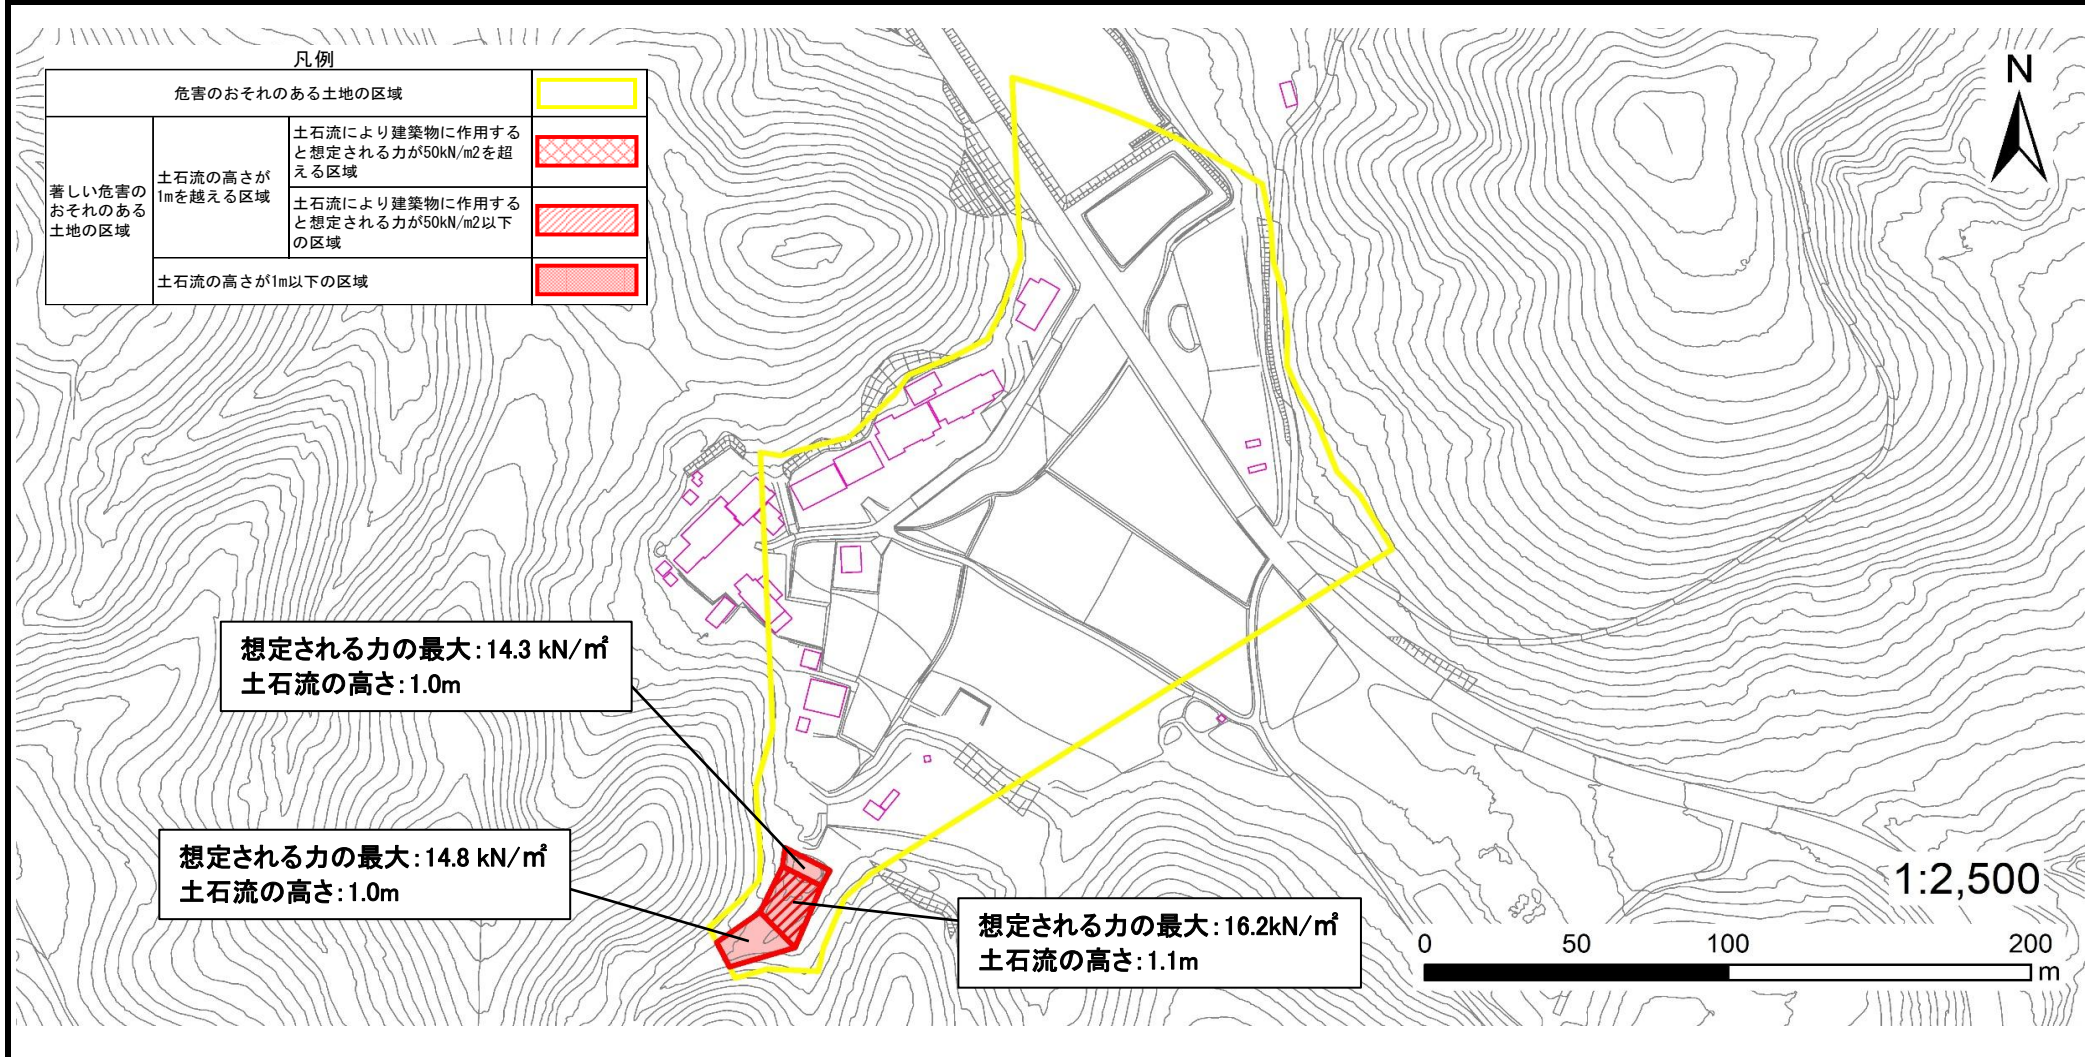 凡例
危害のおそれのある土地の区域
著しい危害の
おそれのある
土地の区域
土石流の高さが
1mを越える区域
土石流により建築物に作用する
と想定される力が50kN/m2を超
える区域
土石流により建築物に作用する
と想定される力が50kN/m2以下
の区域
土石流の高さが1m以下の区域
N
想定される力の最大:14.3 kN/㎡
土石流の高さ:1.0m
想定される力の最大:14.8 kN/㎡
土石流の高さ:1.0m
想定される力の最大:16.2kN/㎡
土石流の高さ:1.1m
1:2,500
0 50 100 200
m